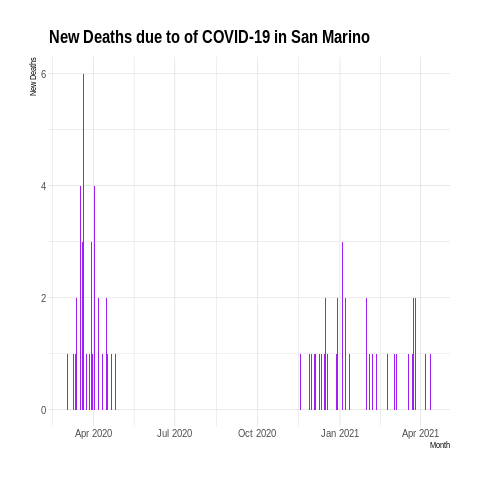 New Deaths due to of COVID-19 in San Marino
New Deaths
6
4
2
0
Apr 2020 Jul 2020 Oct 2020 Jan 2021 Apr 2021
Month